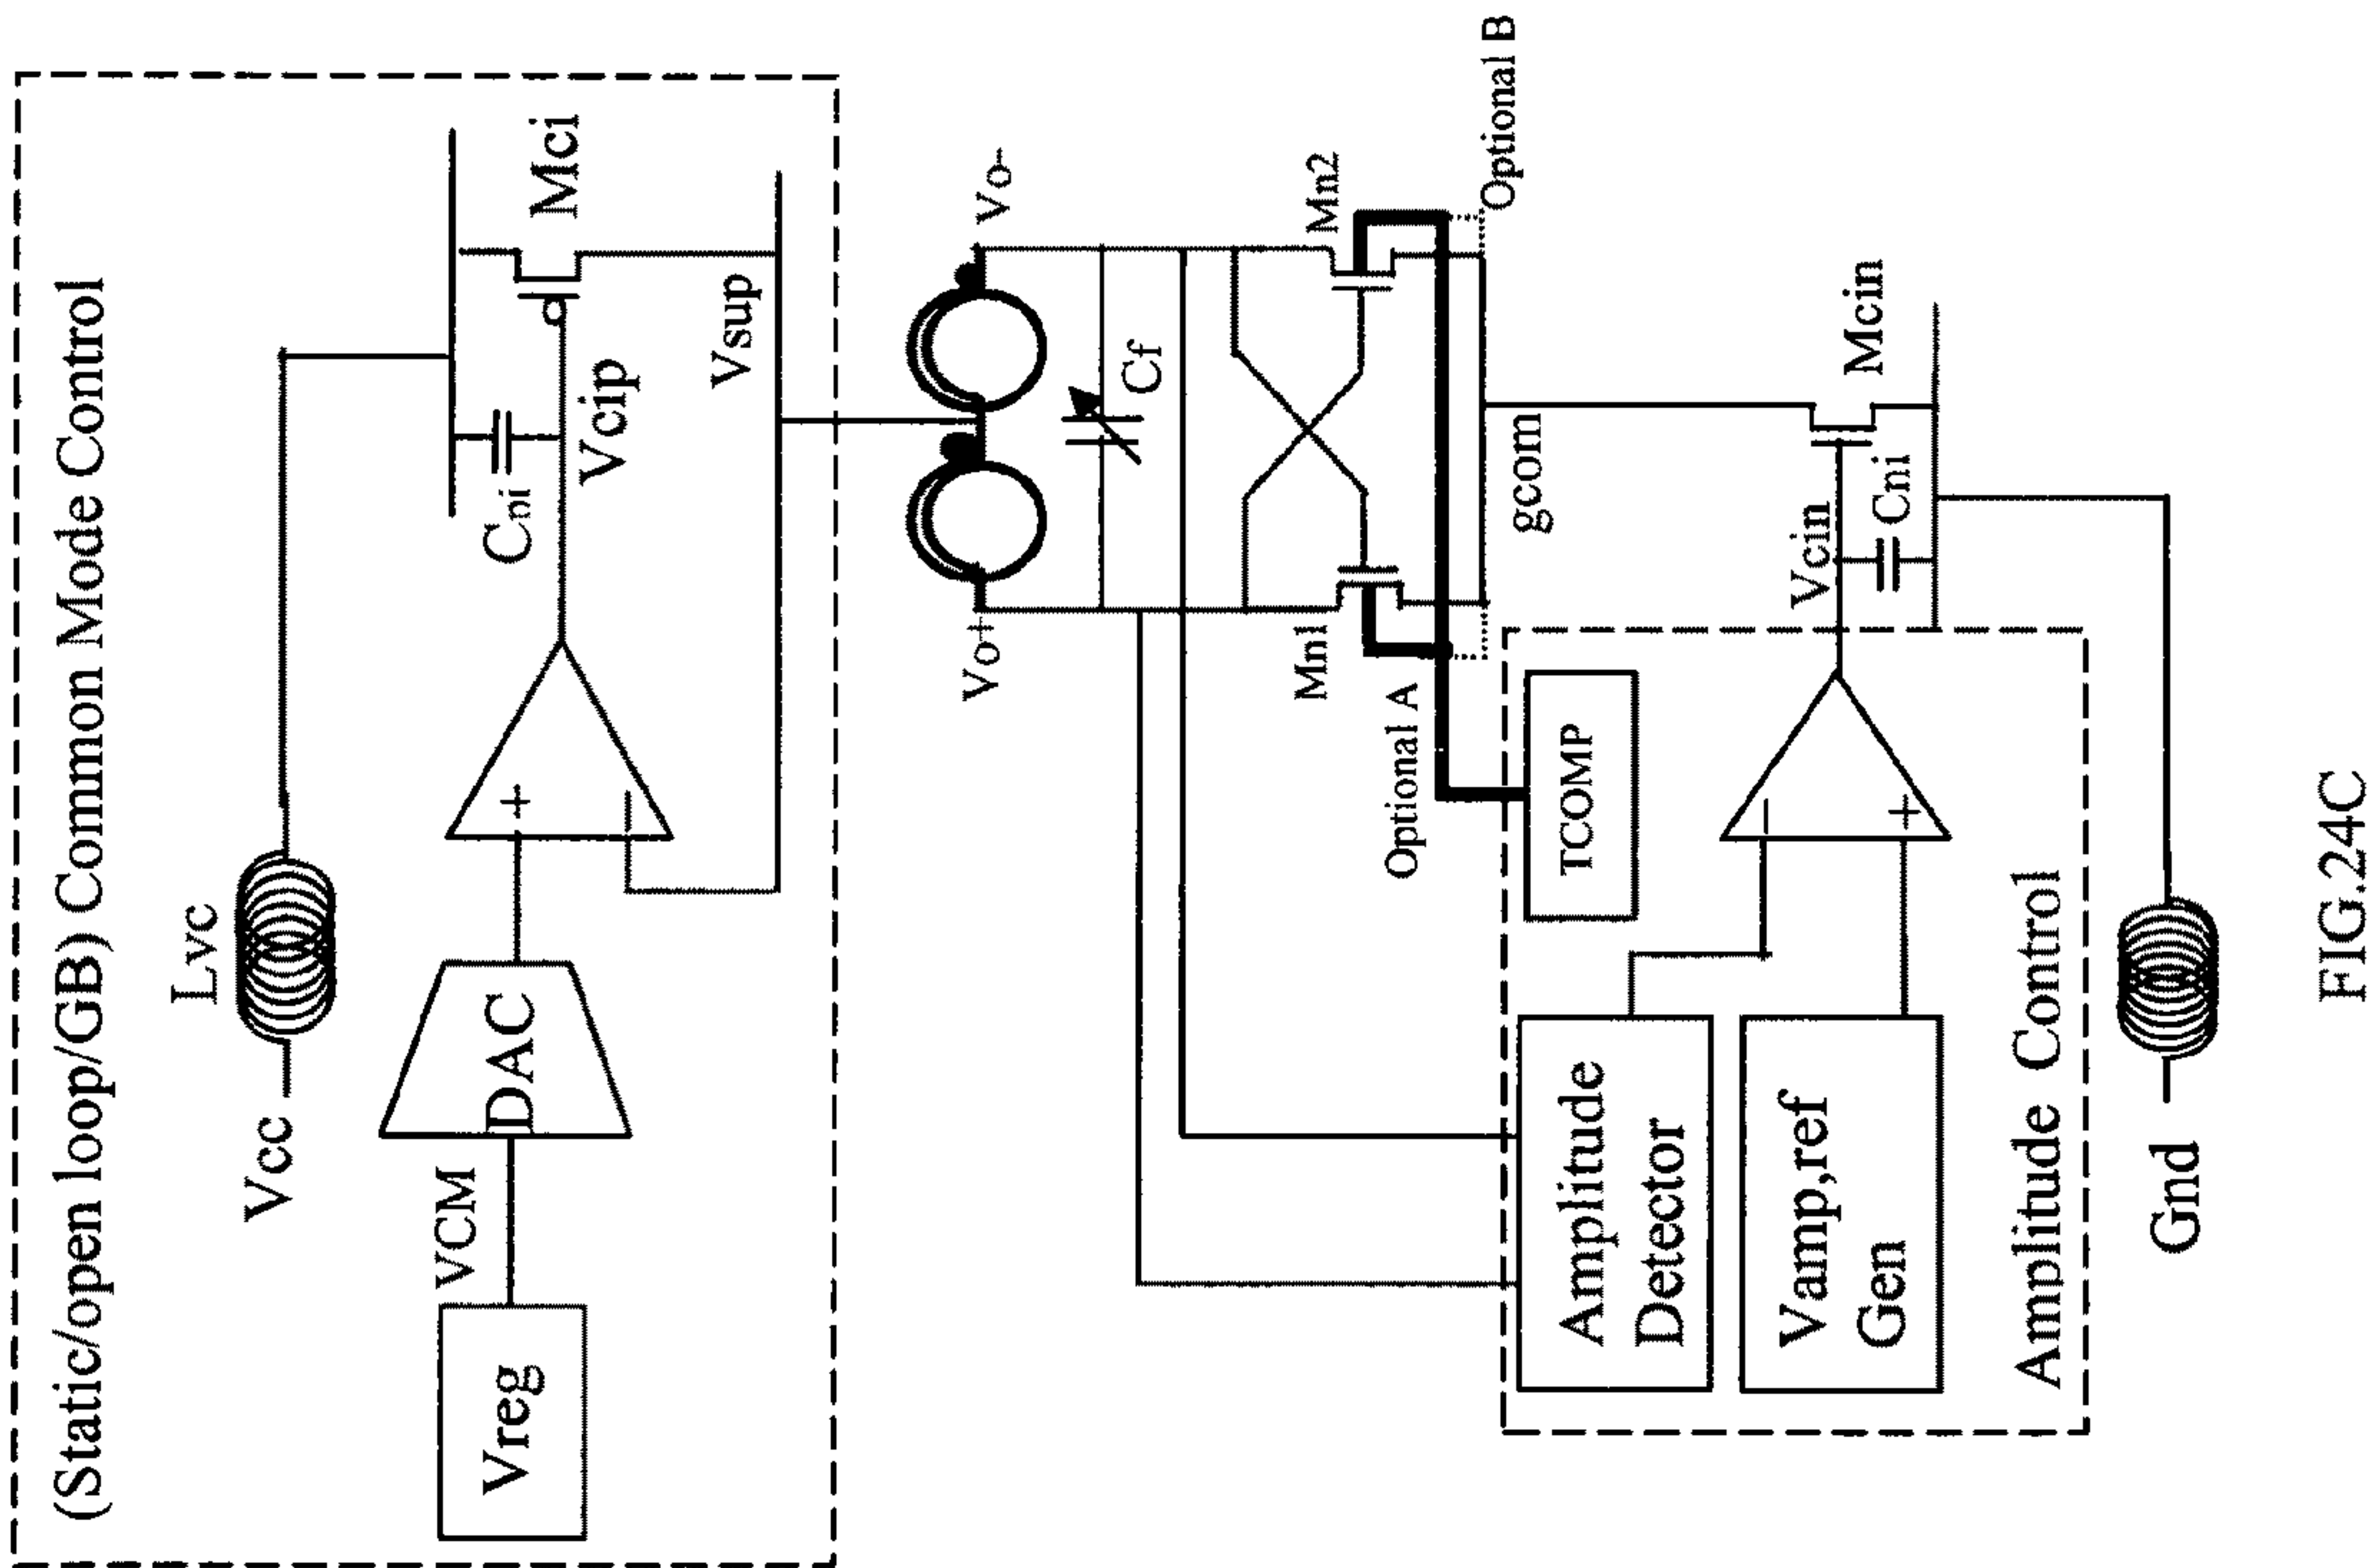 (Static/open loop/GB) Common Mode Control
Vcc
Lvc
Vreg
VCM
DAC
+
−
Cni
Vcip
Mci
Vsup
Vo+
Vo-
Cf
Mn1
Mn2
Optional A
Optional B
gcom
TCOMP
Amplitude
Detector
Vamp,ref
Gen
−
+
Vcin
Cni
Mcin
Amplitude Control
Gnd
FIG.24C